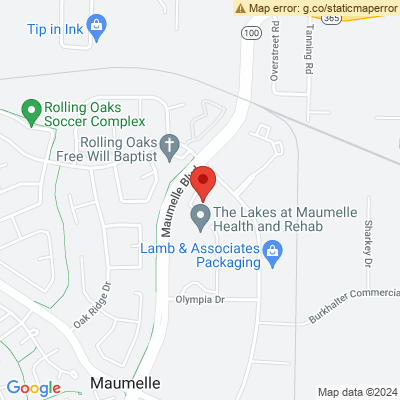 Map error: g.co/staticmaperror
Tip in Ink
100
365
Overstreet Rd
Tanning Rd
Rolling Oaks
Soccer Complex
Rolling Oaks
Free Will Baptist
Maumelle Blvd
The Lakes at Maumelle
Health and Rehab
Lamb & Associates
Packaging
Sharkey Dr
Olympia Dr
Oak Ridge Dr
Burkhalter Commercial
Maumelle
Google
Map data ©2024